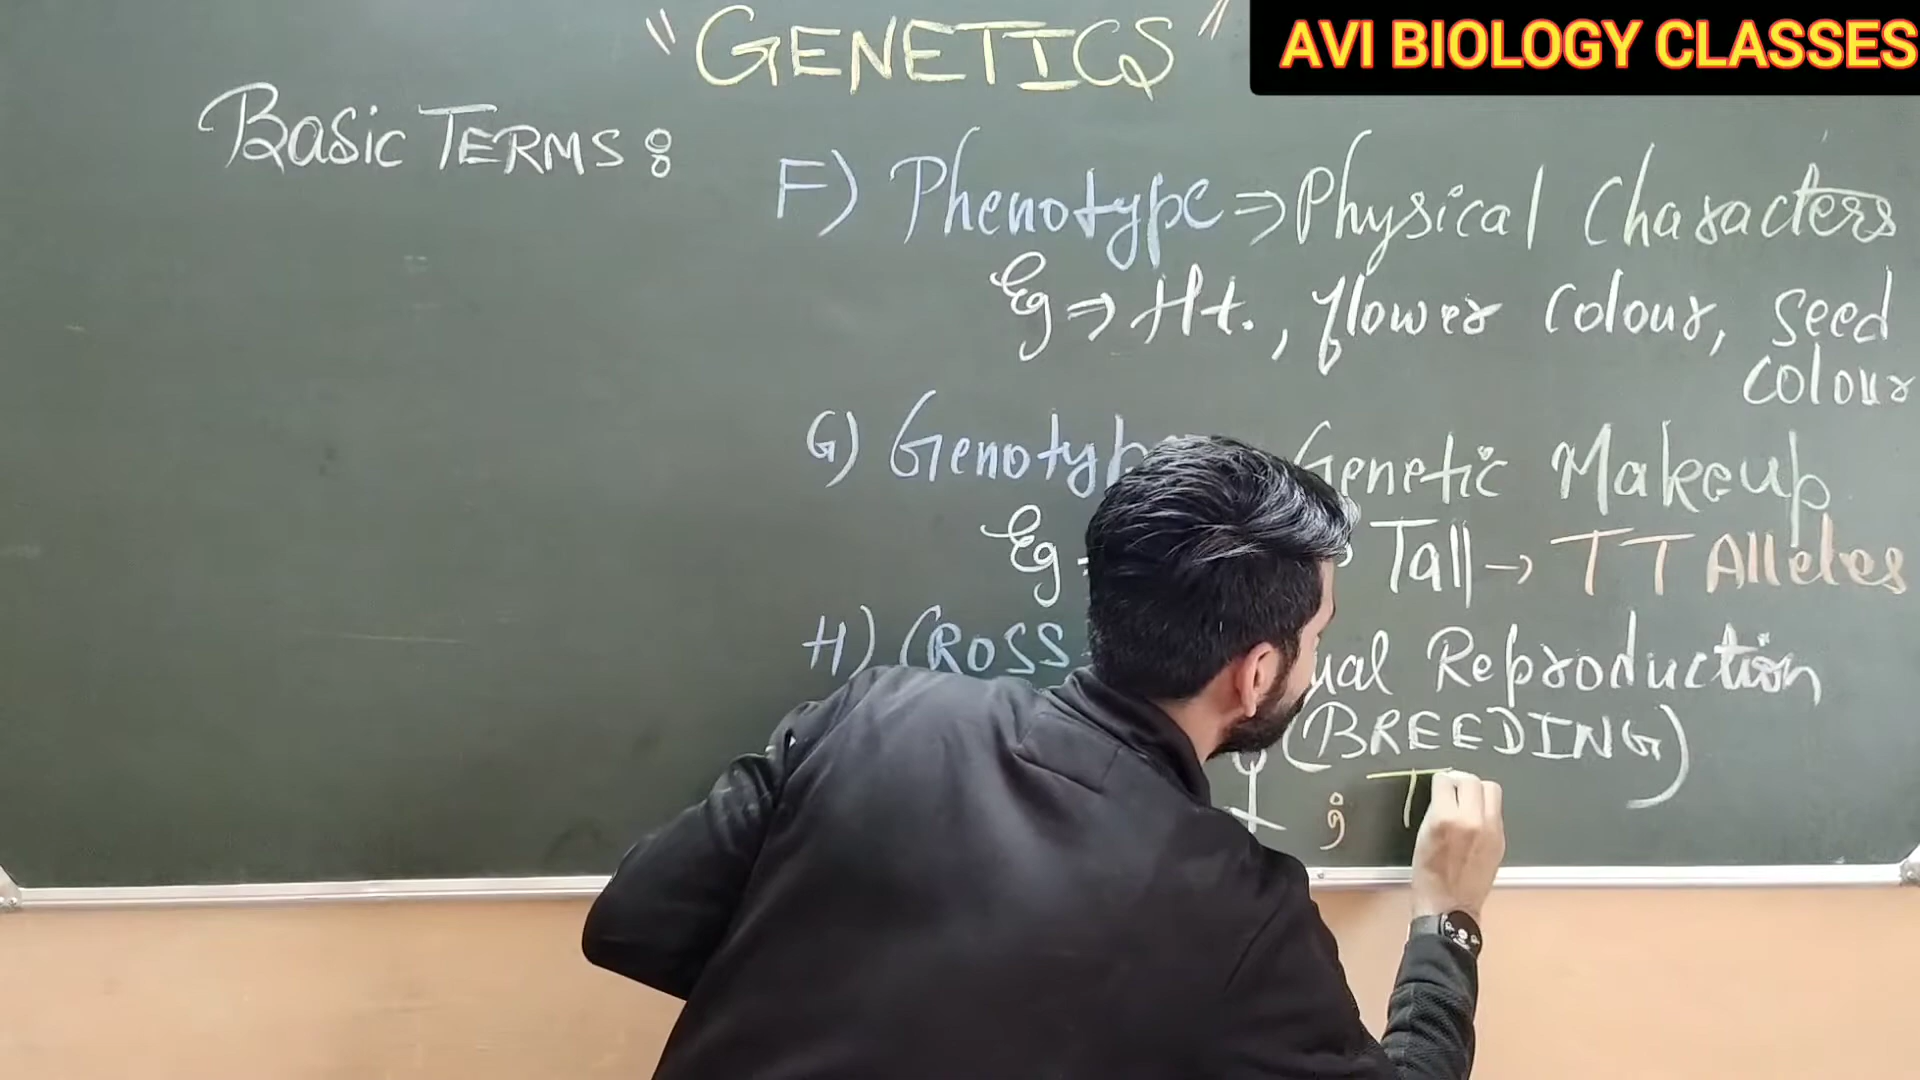 "GENETICS"
AVI BIOLOGY CLASSES
Basic TERMS :
F) Phenotype ⇒ Physical Characters
Eg ⇒ Ht., flower colour, seed
colour
G) Genotyp Genetic Makeup
Eg Tall → TT Alleles
H) CROSS ual Reproduction
(BREEDING)
; T